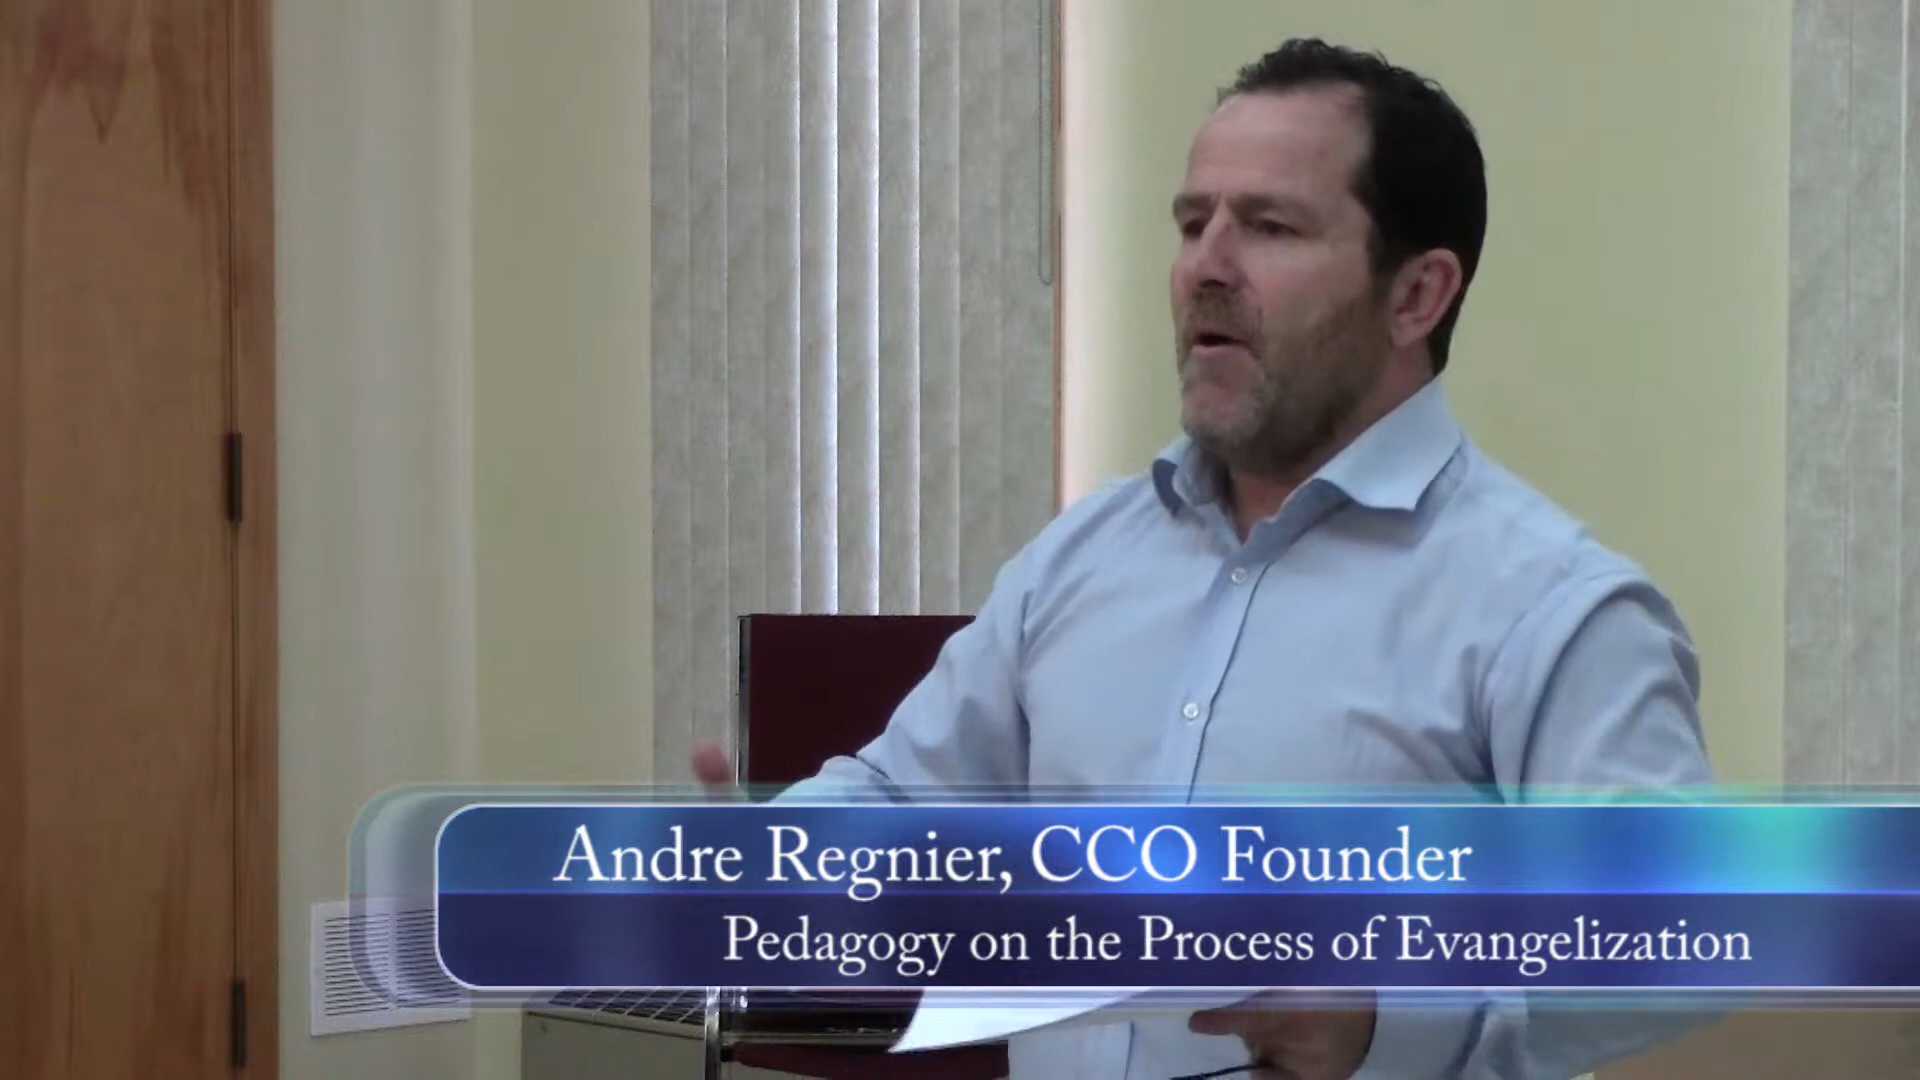 Andre Regnier, CCO Founder
Pedagogy on the Process of Evangelization